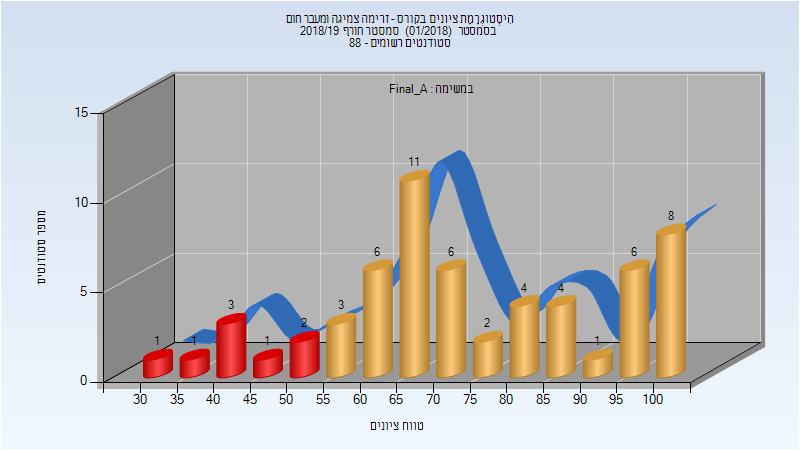 היסטוגרמת ציונים בקורס - זרימה צמיגה ומעבר חום
בסמסטר (01/2018) סמסטר חורף 2018/19
סטודנטים רשומים - 88
במשימה : Final_A
15
10
5
0
מספר סטודנטים
1
1
3
1
2
3
6
11
6
2
4
4
1
6
8
30 35 40 45 50 55 60 65 70 75 80 85 90 95 100
טווח ציונים